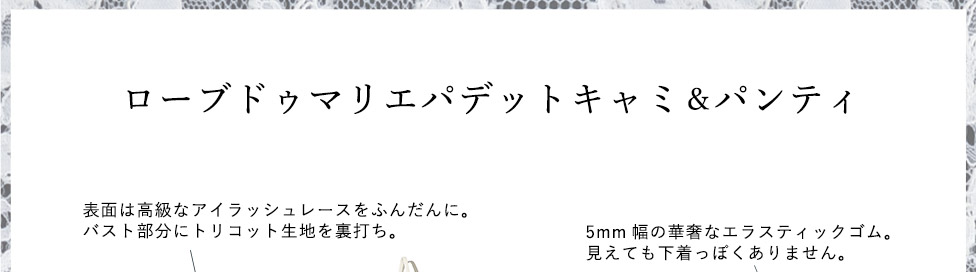 ローブドゥマリエパデットキャミ&パンティ
表面は高級なアイラッシュレースをふんだんに。
バスト部分にトリコット生地を裏打ち。
5mm 幅の華奢なエラスティックゴム。
見えても下着っぽくありません。